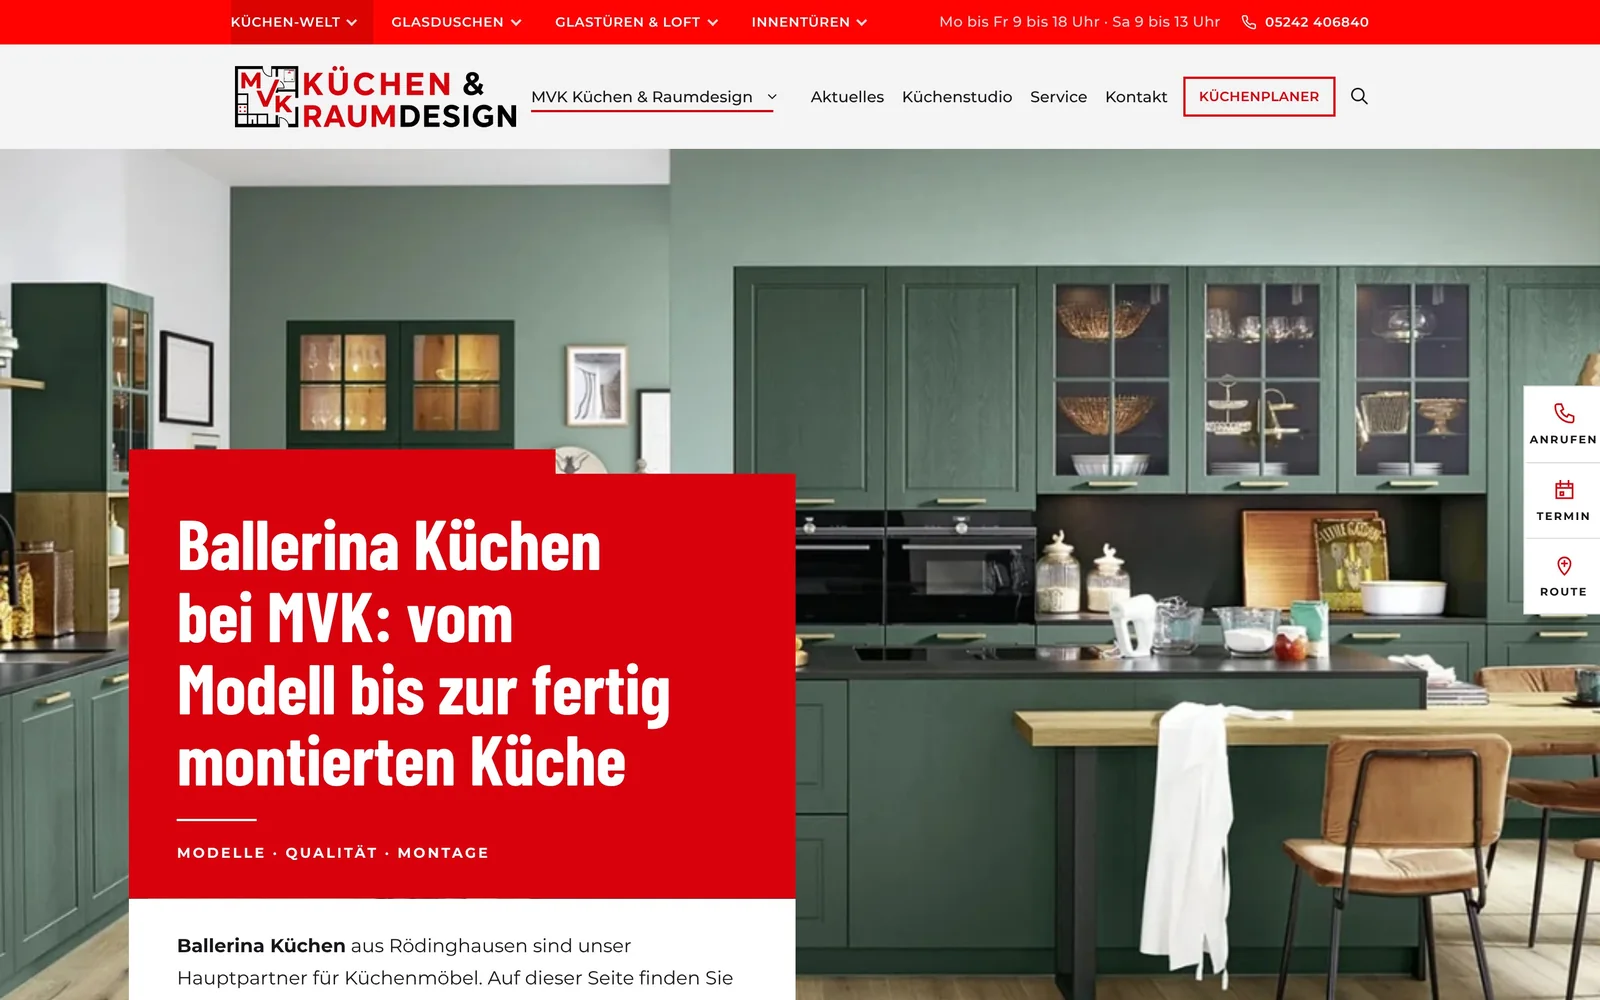 KÜCHEN-WELT
GLASDUSCHEN
GLASTÜREN & LOFT
INNENTÜREN
Mo bis Fr 9 bis 18 Uhr · Sa 9 bis 13 Uhr
05242 406840
MVK
KÜCHEN &
RAUMDESIGN
MVK Küchen & Raumdesign
Aktuelles
Küchenstudio
Service
Kontakt
KÜCHENPLANER
ANRUFEN
TERMIN
ROUTE
Ballerina Küchen
bei MVK: vom
Modell bis zur fertig
montierten Küche
MODELLE · QUALITÄT · MONTAGE
Ballerina Küchen aus Rödinghausen sind unser
Hauptpartner für Küchenmöbel. Auf dieser Seite finden Sie